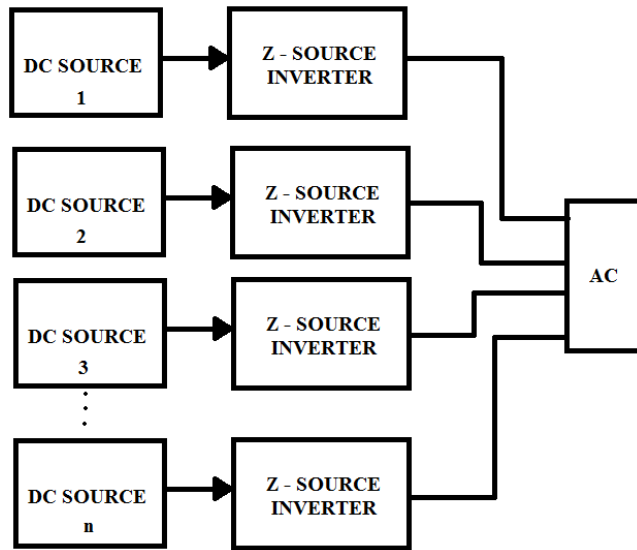 DC SOURCE
1
Z - SOURCE
INVERTER
DC SOURCE
2
Z - SOURCE
INVERTER
DC SOURCE
3
Z - SOURCE
INVERTER
DC SOURCE
n
Z - SOURCE
INVERTER
AC